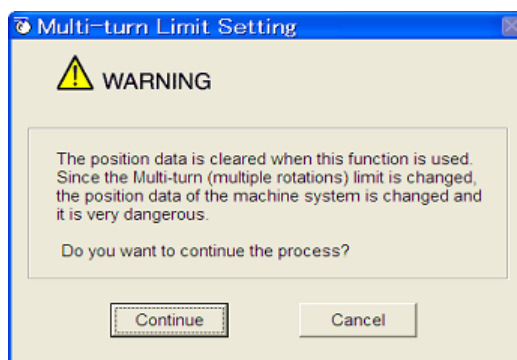 Multi-turn Limit Setting
WARNING
The position data is cleared when this function is used.
Since the Multi-turn (multiple rotations) limit is changed,
the position data of the machine system is changed and
it is very dangerous.
Do you want to continue the process?
Continue
Cancel